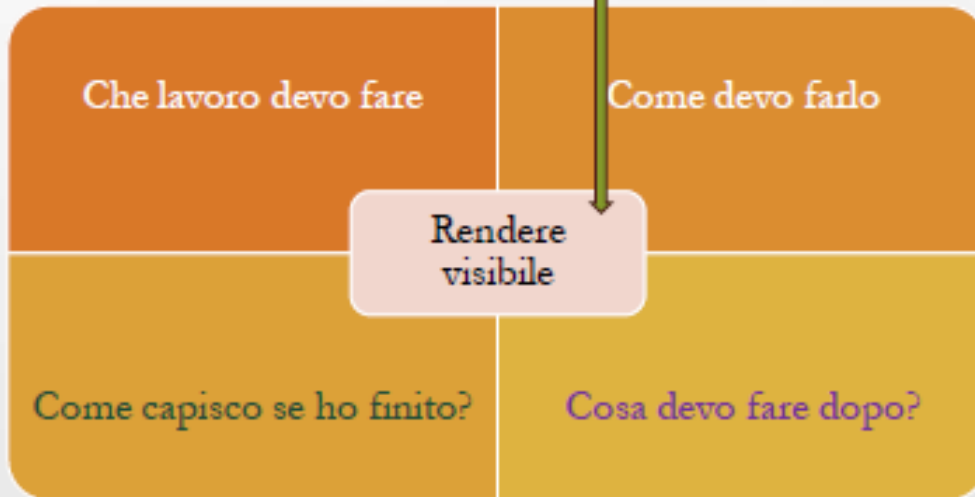 Che lavoro devo fare
Come devo farlo
Rendere
visibile
Come capisco se ho finito?
Cosa devo fare dopo?